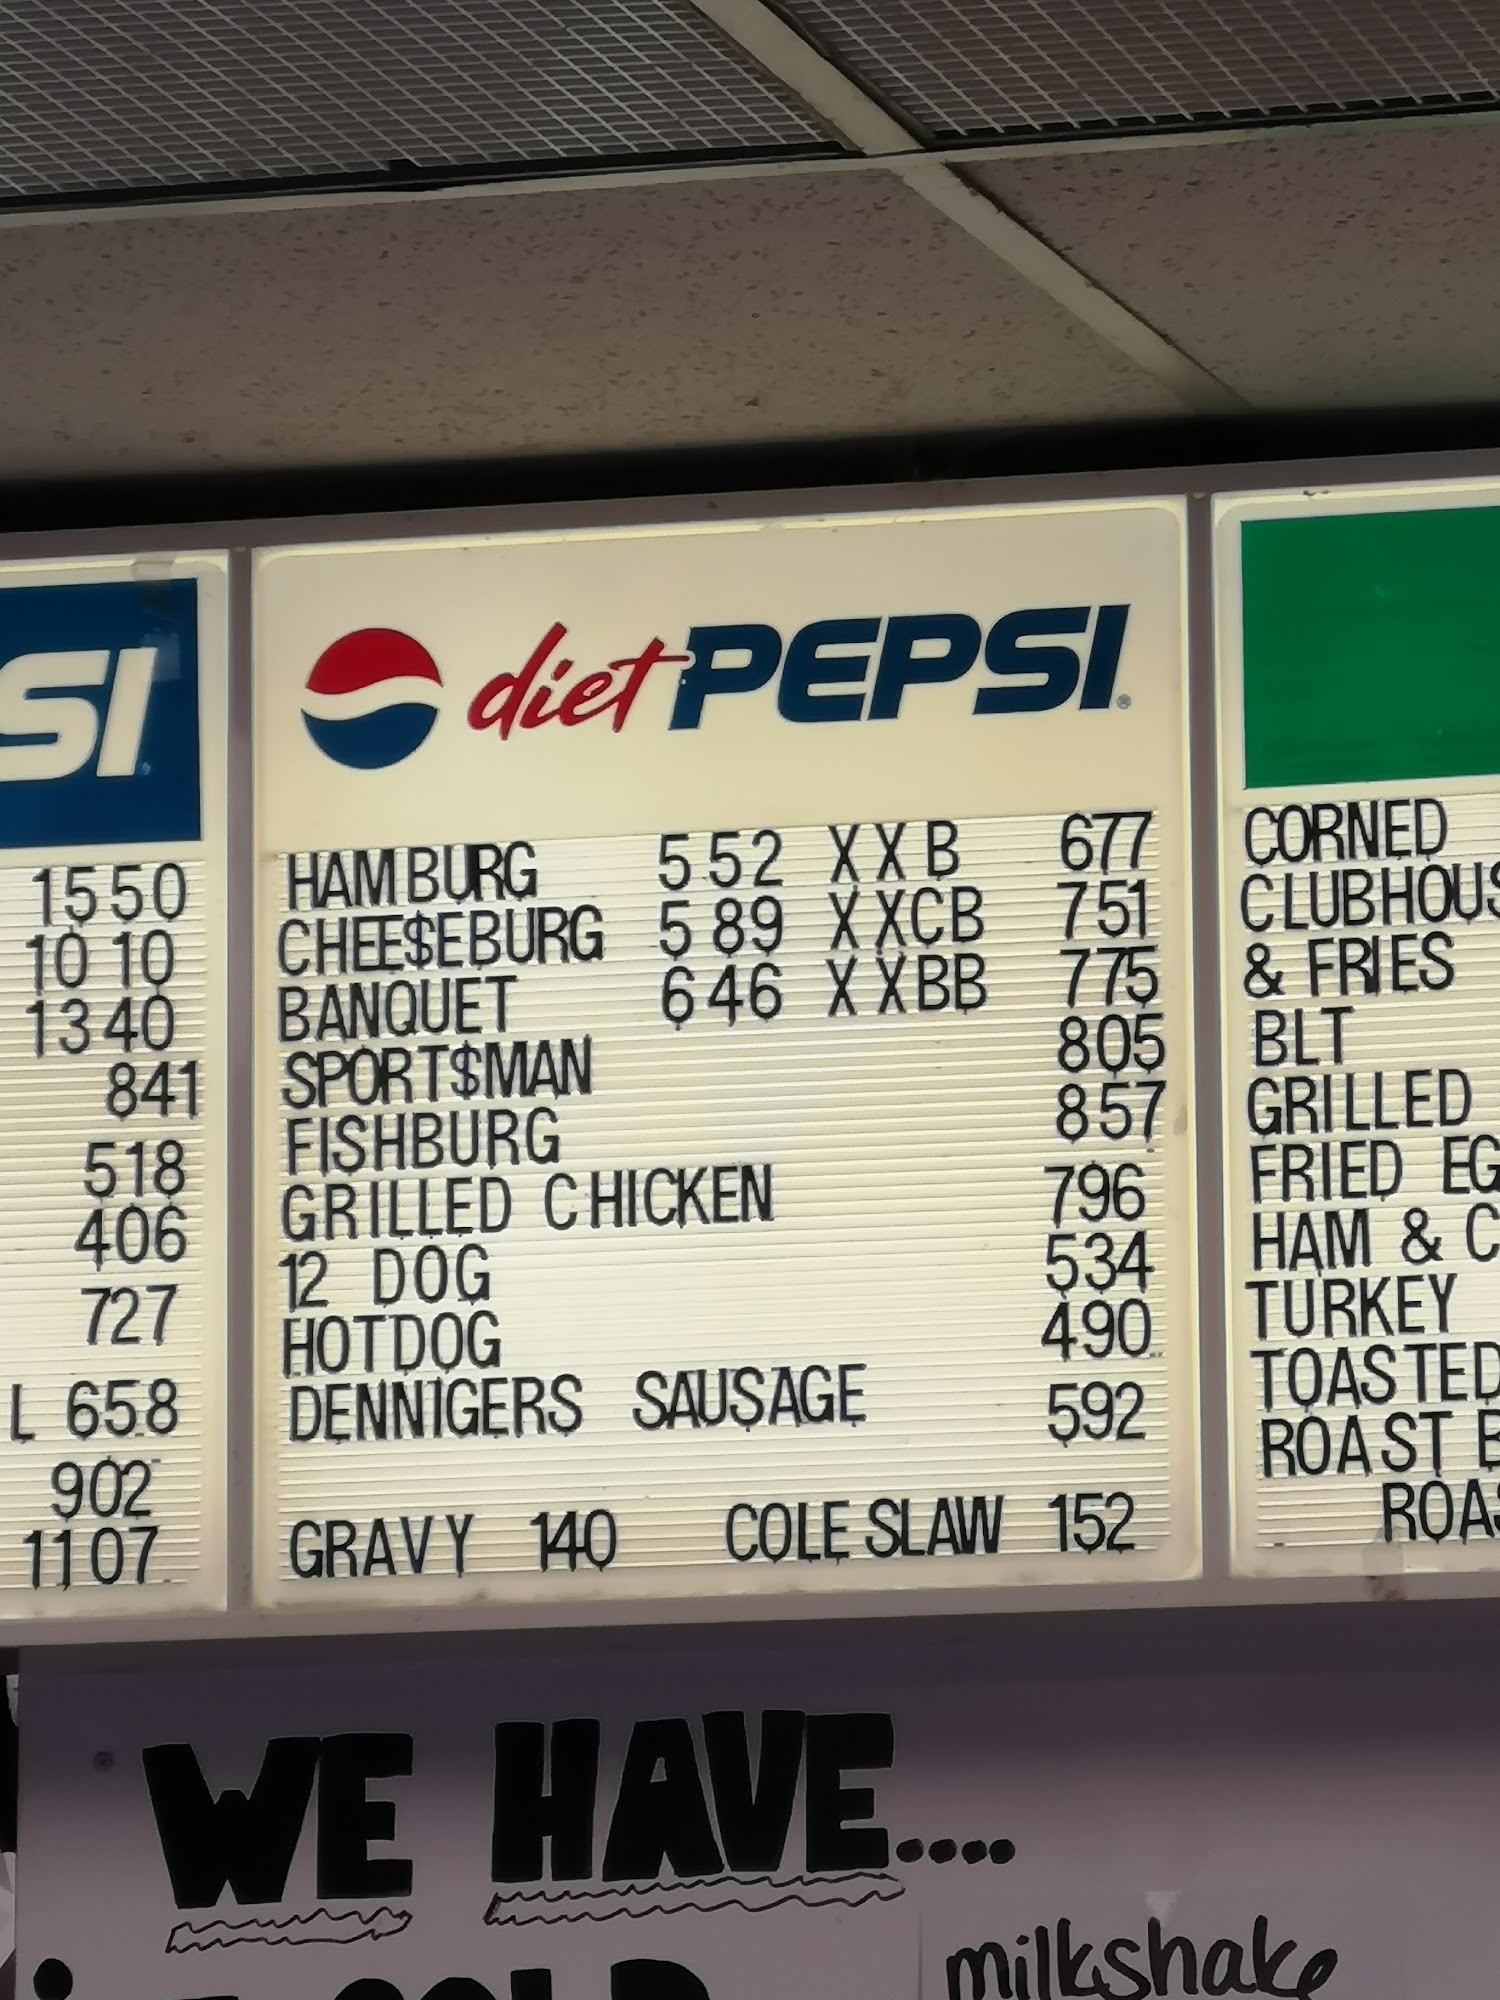 SI
1550
1010
1340
841
518
406
727
L 658
902
1107
diet PEPSI®
HAMBURG 552 XXB 677
CHEE$EBURG 589 XXCB 751
BANQUET 646 XXBB 775
SPORT$MAN 805
FISHBURG 857
GRILLED CHICKEN 796
12 DOG 534
HOTDOG 490
DENNIGERS SAUSAGE 592
GRAVY 140 COLE SLAW 152
CORNED
CLUBHOUS
& FRIES
BLT
GRILLED
FRIED EG
HAM & C
TURKEY
TOASTED
ROAST B
ROAS
WE HAVE....
milkshake